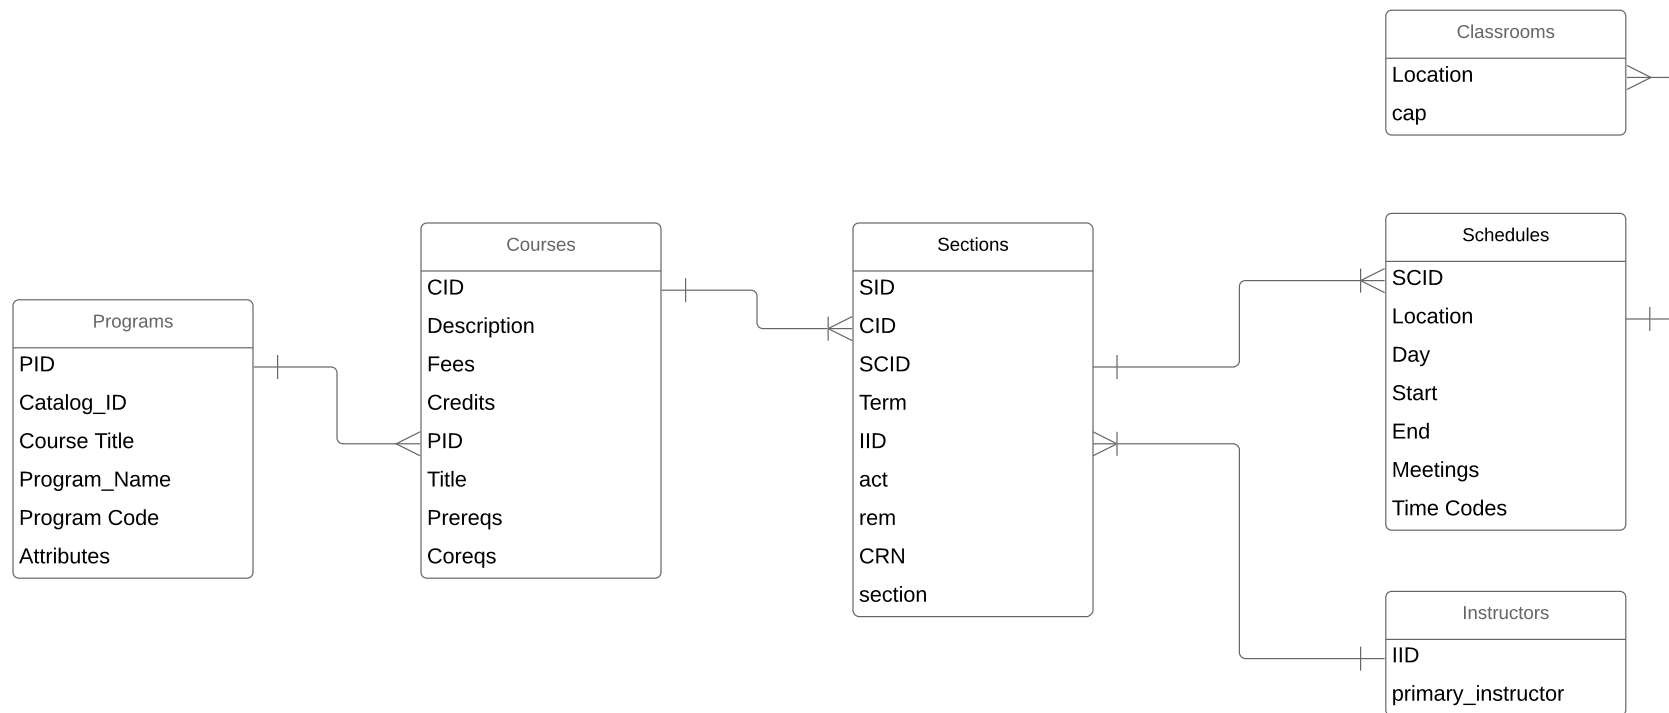 Programs
PID
Catalog_ID
Course Title
Program_Name
Program Code
Attributes
Courses
CID
Description
Fees
Credits
PID
Title
Prereqs
Coreqs
Sections
SID
CID
SCID
Term
IID
act
rem
CRN
section
Classrooms
Location
cap
Schedules
SCID
Location
Day
Start
End
Meetings
Time Codes
Instructors
IID
primary_instructor